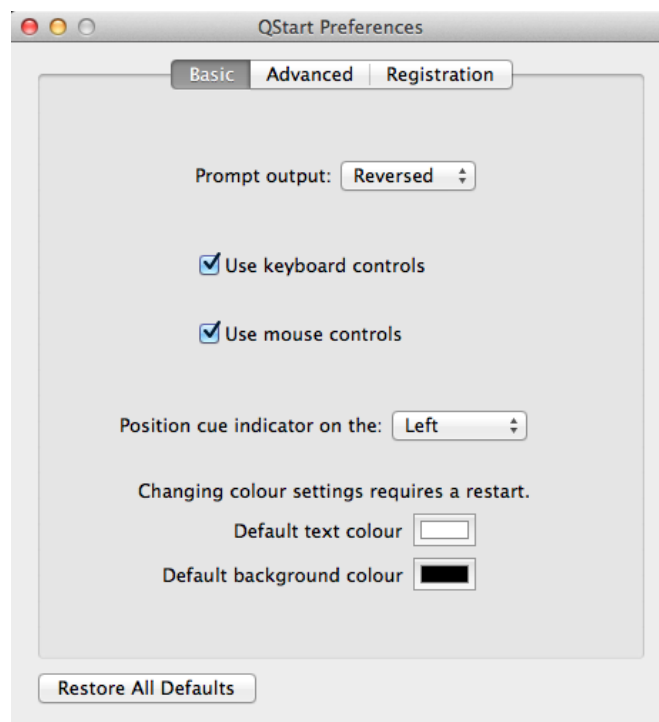 QStart Preferences
Basic Advanced Registration
Prompt output: Reversed
Use keyboard controls
Use mouse controls
Position cue indicator on the: Left
Changing colour settings requires a restart.
Default text colour
Default background colour
Restore All Defaults